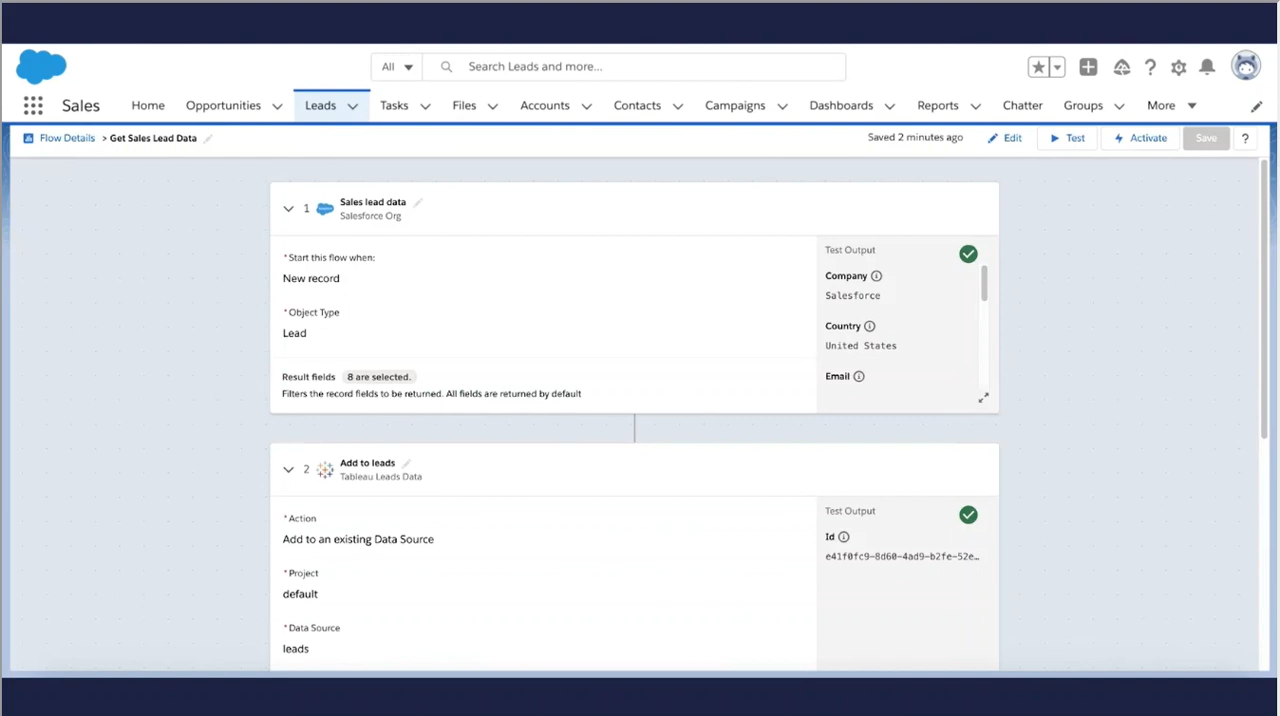 All Search Leads and more...
Sales Home Opportunities Leads Tasks Files Accounts Contacts Campaigns Dashboards Reports Chatter Groups More
Flow Details > Get Sales Lead Data Saved 2 minutes ago Edit Test Activate Save ?
1 Sales lead data
Salesforce Org
*Start this flow when:
New record
*Object Type
Lead
Result fields 8 are selected.
Filters the record fields to be returned. All fields are returned by default
Test Output
Company
Salesforce
Country
United States
Email
2 Add to leads
Tableau Leads Data
*Action
Add to an existing Data Source
*Project
default
*Data Source
leads
Test Output
Id
e41f0fc9-8d60-4ad9-b2fe-52e…